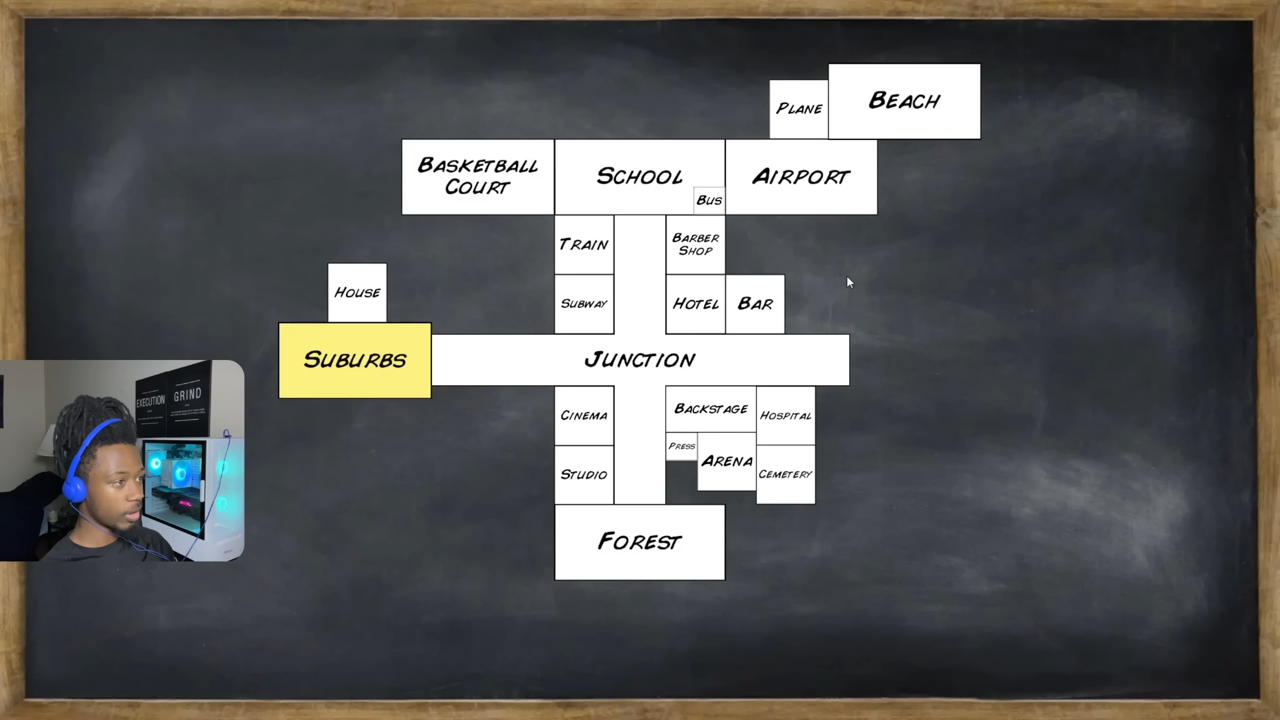 BEACH
PLANE
BASKETBALL
COURT
SCHOOL
AIRPORT
BUS
TRAIN
BARBER
SHOP
HOUSE
SUBWAY
HOTEL
BAR
SUBURBS
JUNCTION
EXECUTION
GRIND
CINEMA
BACKSTAGE
HOSPITAL
PRESS
ARENA
STUDIO
CEMETERY
FOREST